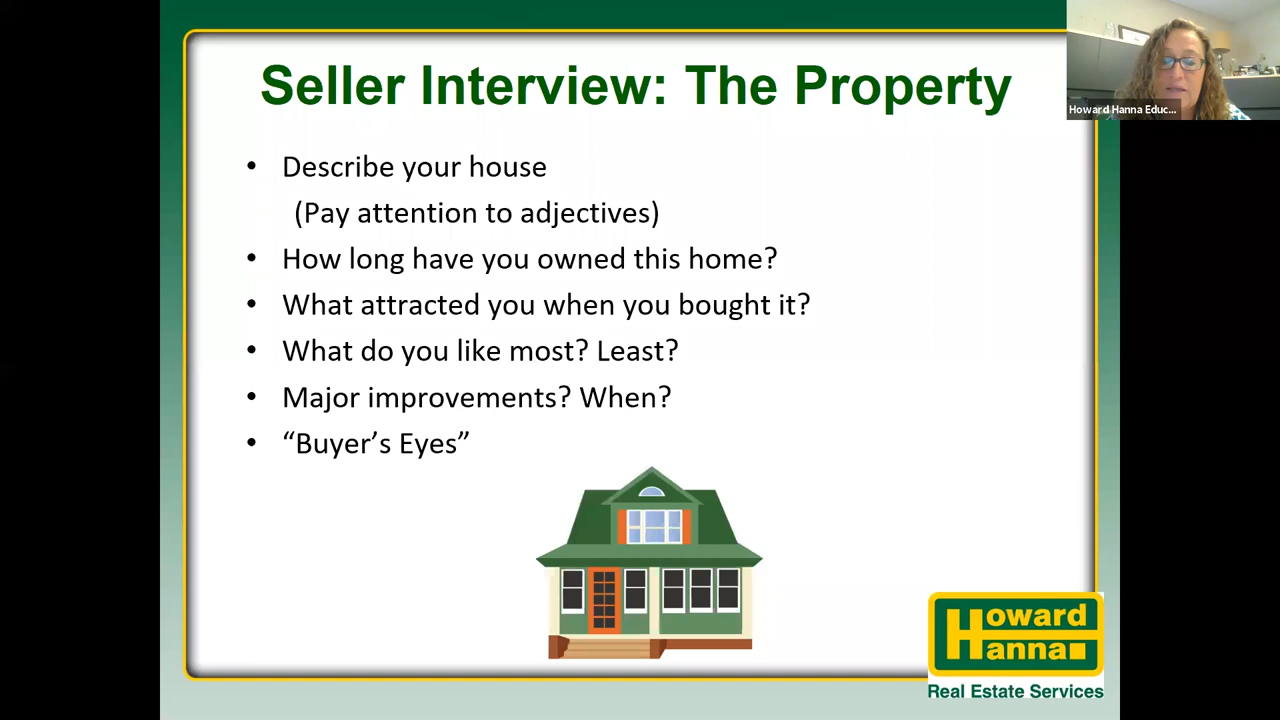 Seller Interview: The Property
Howard Hanna Educ...
• Describe your house
(Pay attention to adjectives)
• How long have you owned this home?
• What attracted you when you bought it?
• What do you like most? Least?
• Major improvements? When?
• “Buyer’s Eyes”
Howard
Hanna
Real Estate Services